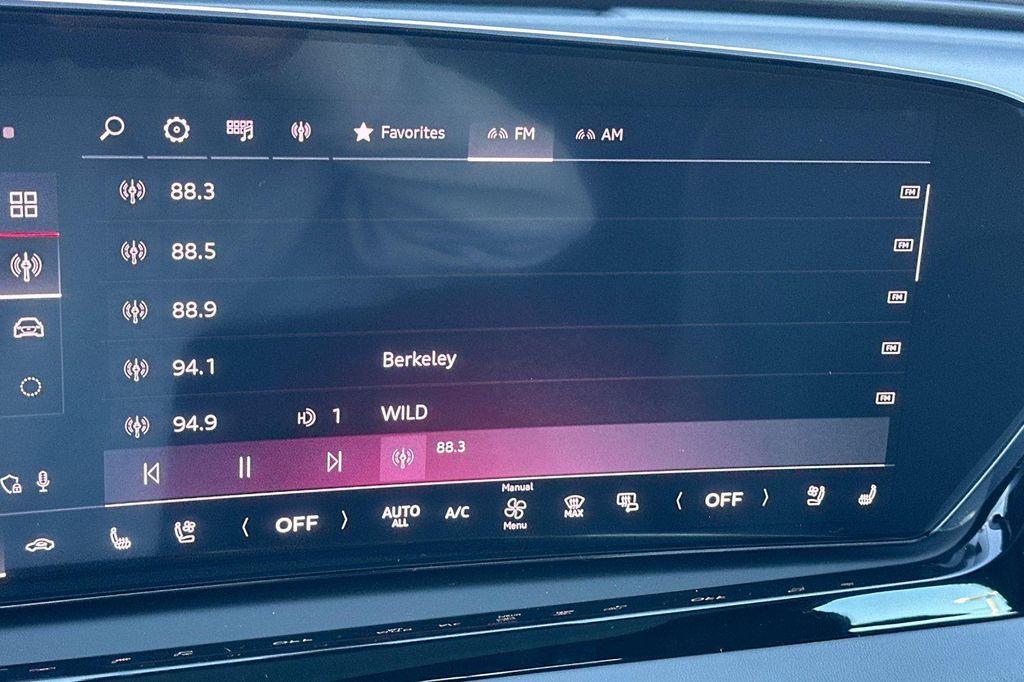 Favorites FM AM
88.3 FM
88.5 FM
88.9 FM
94.1 Berkeley FM
94.9 HD 1 WILD FM
88.3
OFF AUTO ALL A/C Manual Menu MAX OFF